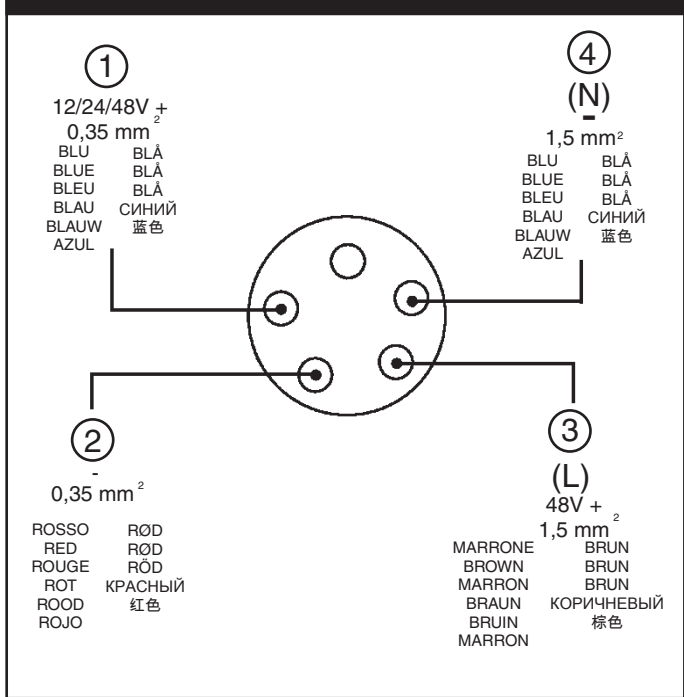 1
12/24/48V +
0,35 mm²
BLU BLÅ
BLUE BLÅ
BLEU BLÅ
BLAU СИНИЙ
BLAUW 蓝色
AZUL
4
(N)
-
1,5 mm²
BLU BLÅ
BLUE BLÅ
BLEU BLÅ
BLAU СИНИЙ
BLAUW 蓝色
AZUL
2
-
0,35 mm²
ROSSO RØD
RED RØD
ROUGE RÖD
ROT КРАСНЫЙ
ROOD 红色
ROJO
3
(L)
48V +
1,5 mm²
MARRONE BRUN
BROWN BRUN
MARRON BRUN
BRAUN КОРИЧНЕВЫЙ
BRUIN 棕色
MARRON